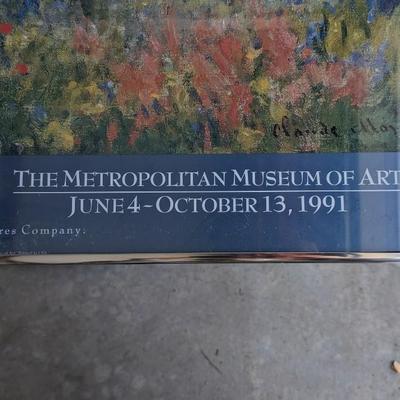 Claude Mo
THE METROPOLITAN MUSEUM OF ART
JUNE 4-OCTOBER 13, 1991
res Company.